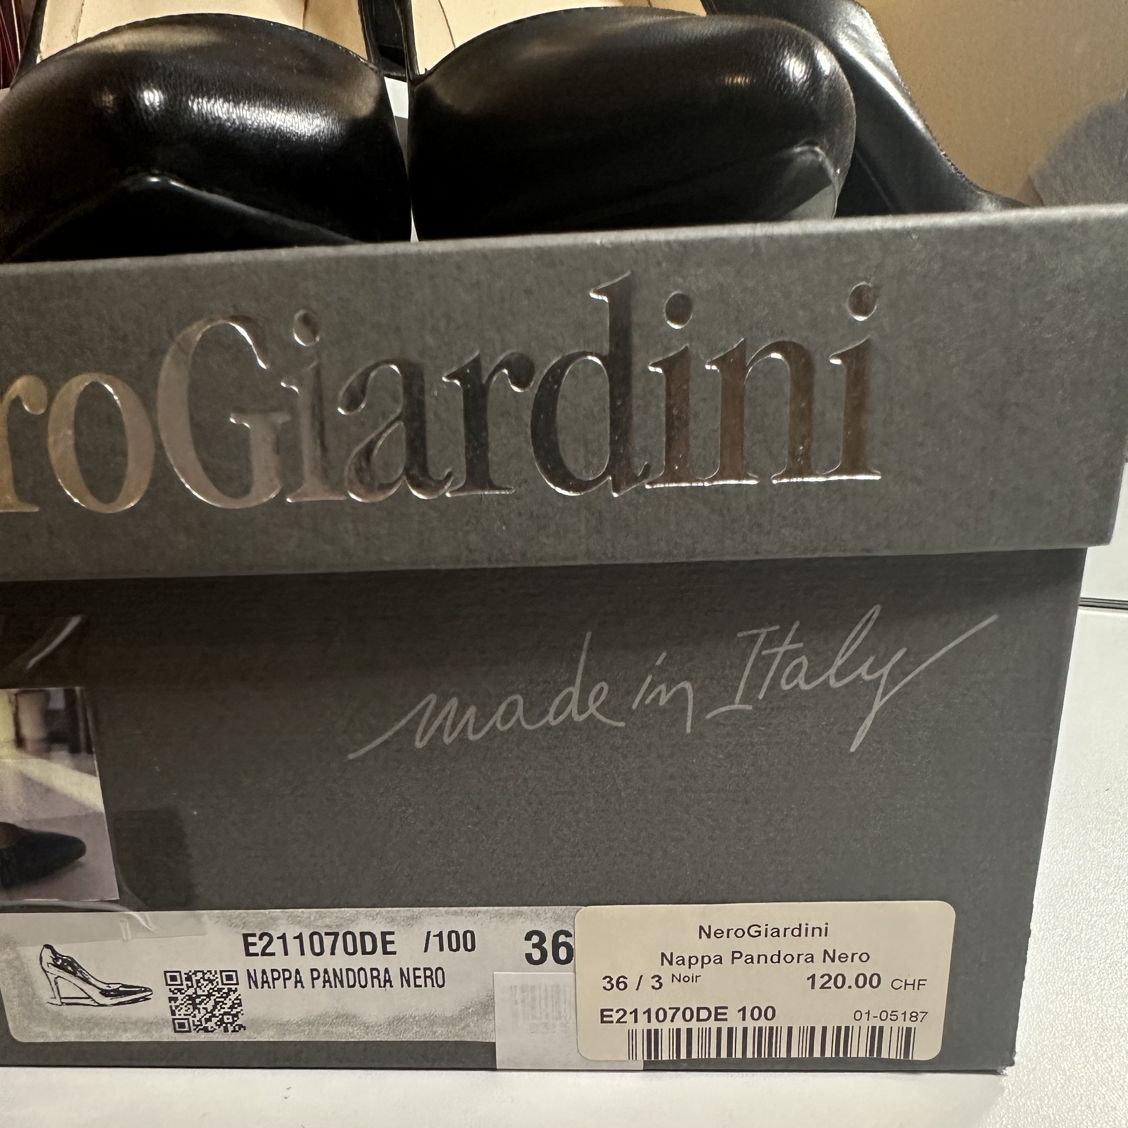 roGiardini
made in Italy
E211070DE /100 36
NAPPA PANDORA NERO
NeroGiardini
Nappa Pandora Nero
36 / 3 Noir 120.00 CHF
E211070DE 100 01-05187